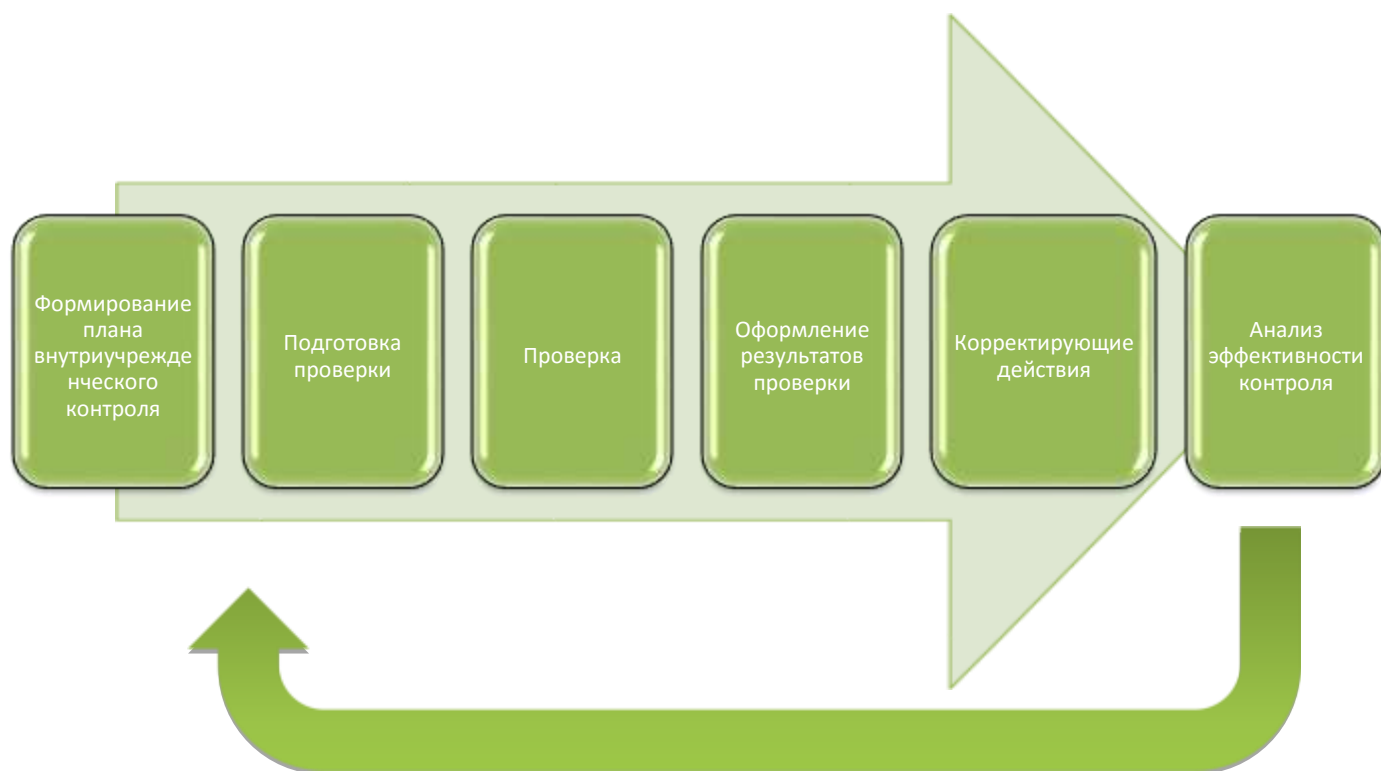 Формирование
плана
внутриучрежде
нческого
контроля
Подготовка
проверки
Проверка
Оформление
результатов
проверки
Корректирующие
действия
Анализ
эффективности
контроля